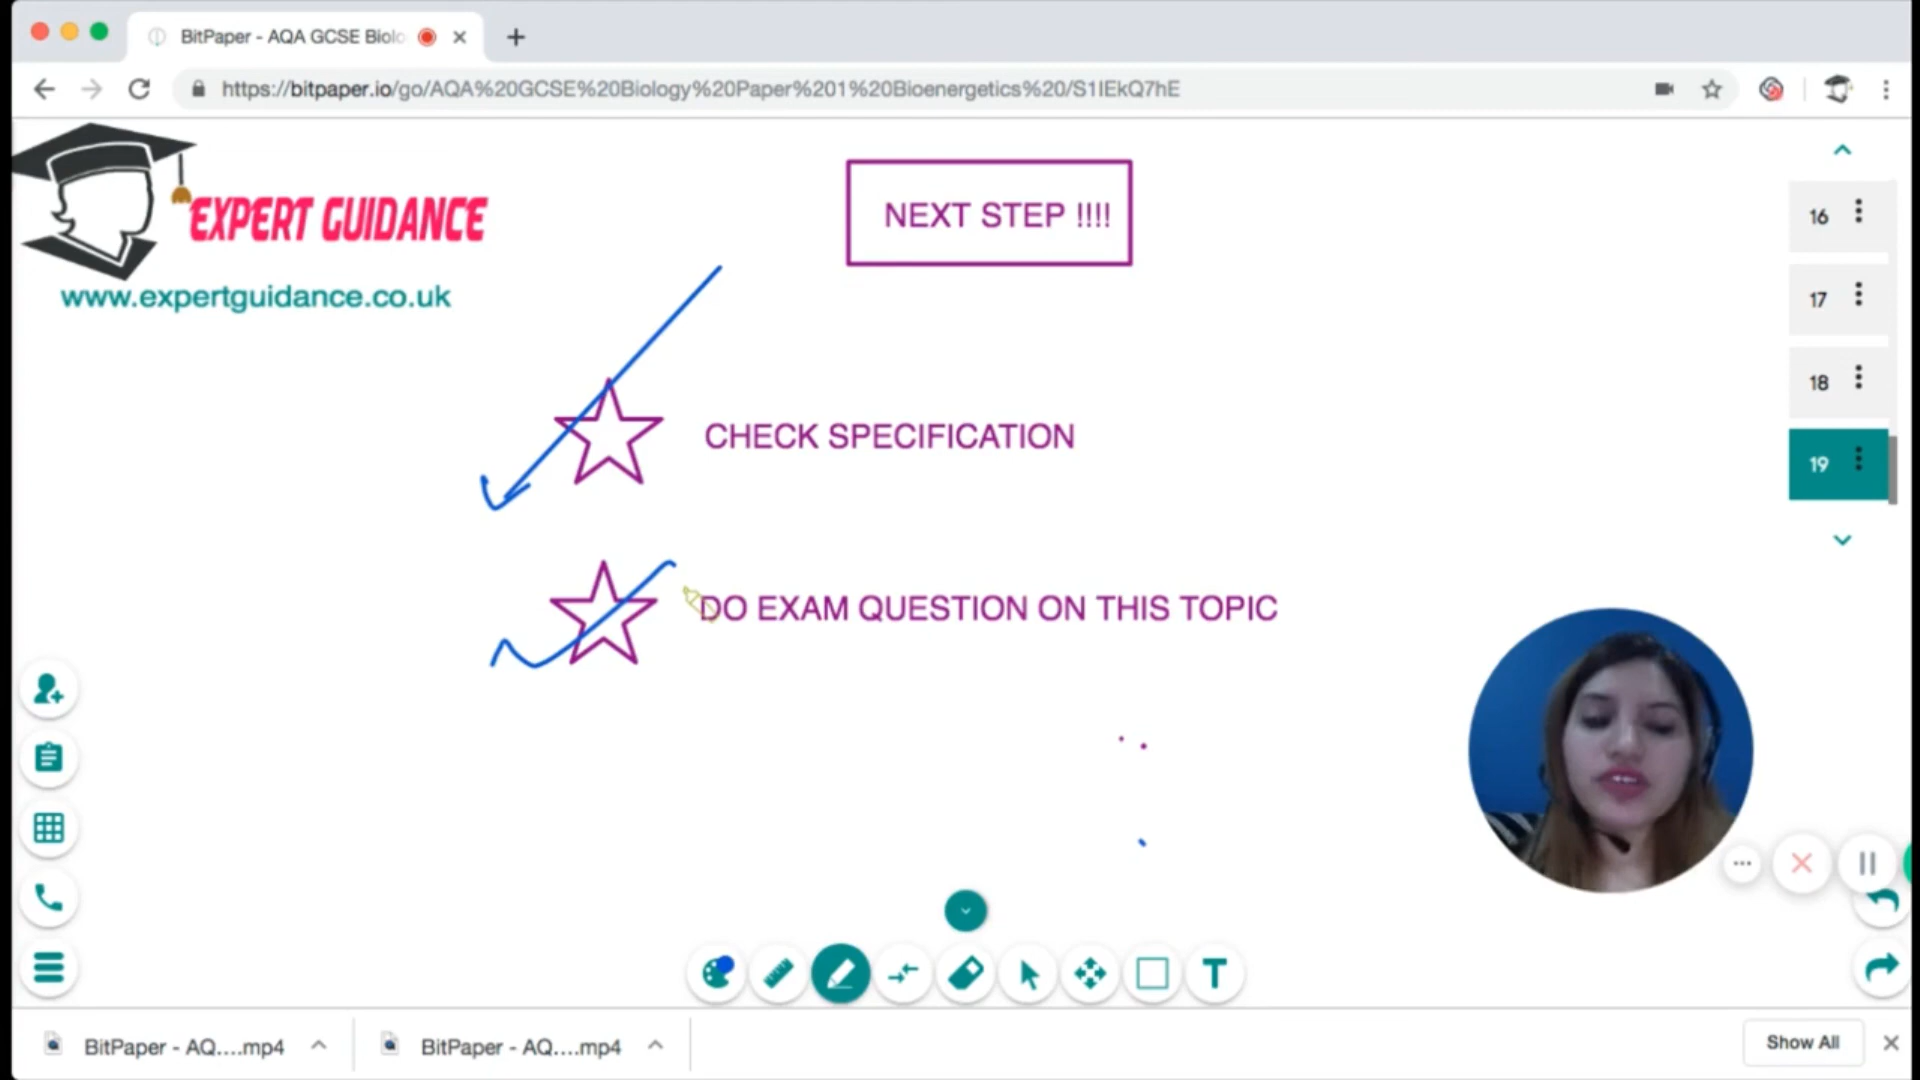 BitPaper - AQA GCSE Biolo
https://bitpaper.io/go/AQA%20GCSE%20Biology%20Paper%201%20Bioenergetics%20/S1IEkQ7hE
EXPERT GUIDANCE
www.expertguidance.co.uk
NEXT STEP !!!!
16
17
18
19
CHECK SPECIFICATION
DO EXAM QUESTION ON THIS TOPIC
T
BitPaper - AQ....mp4
BitPaper - AQ....mp4
Show All